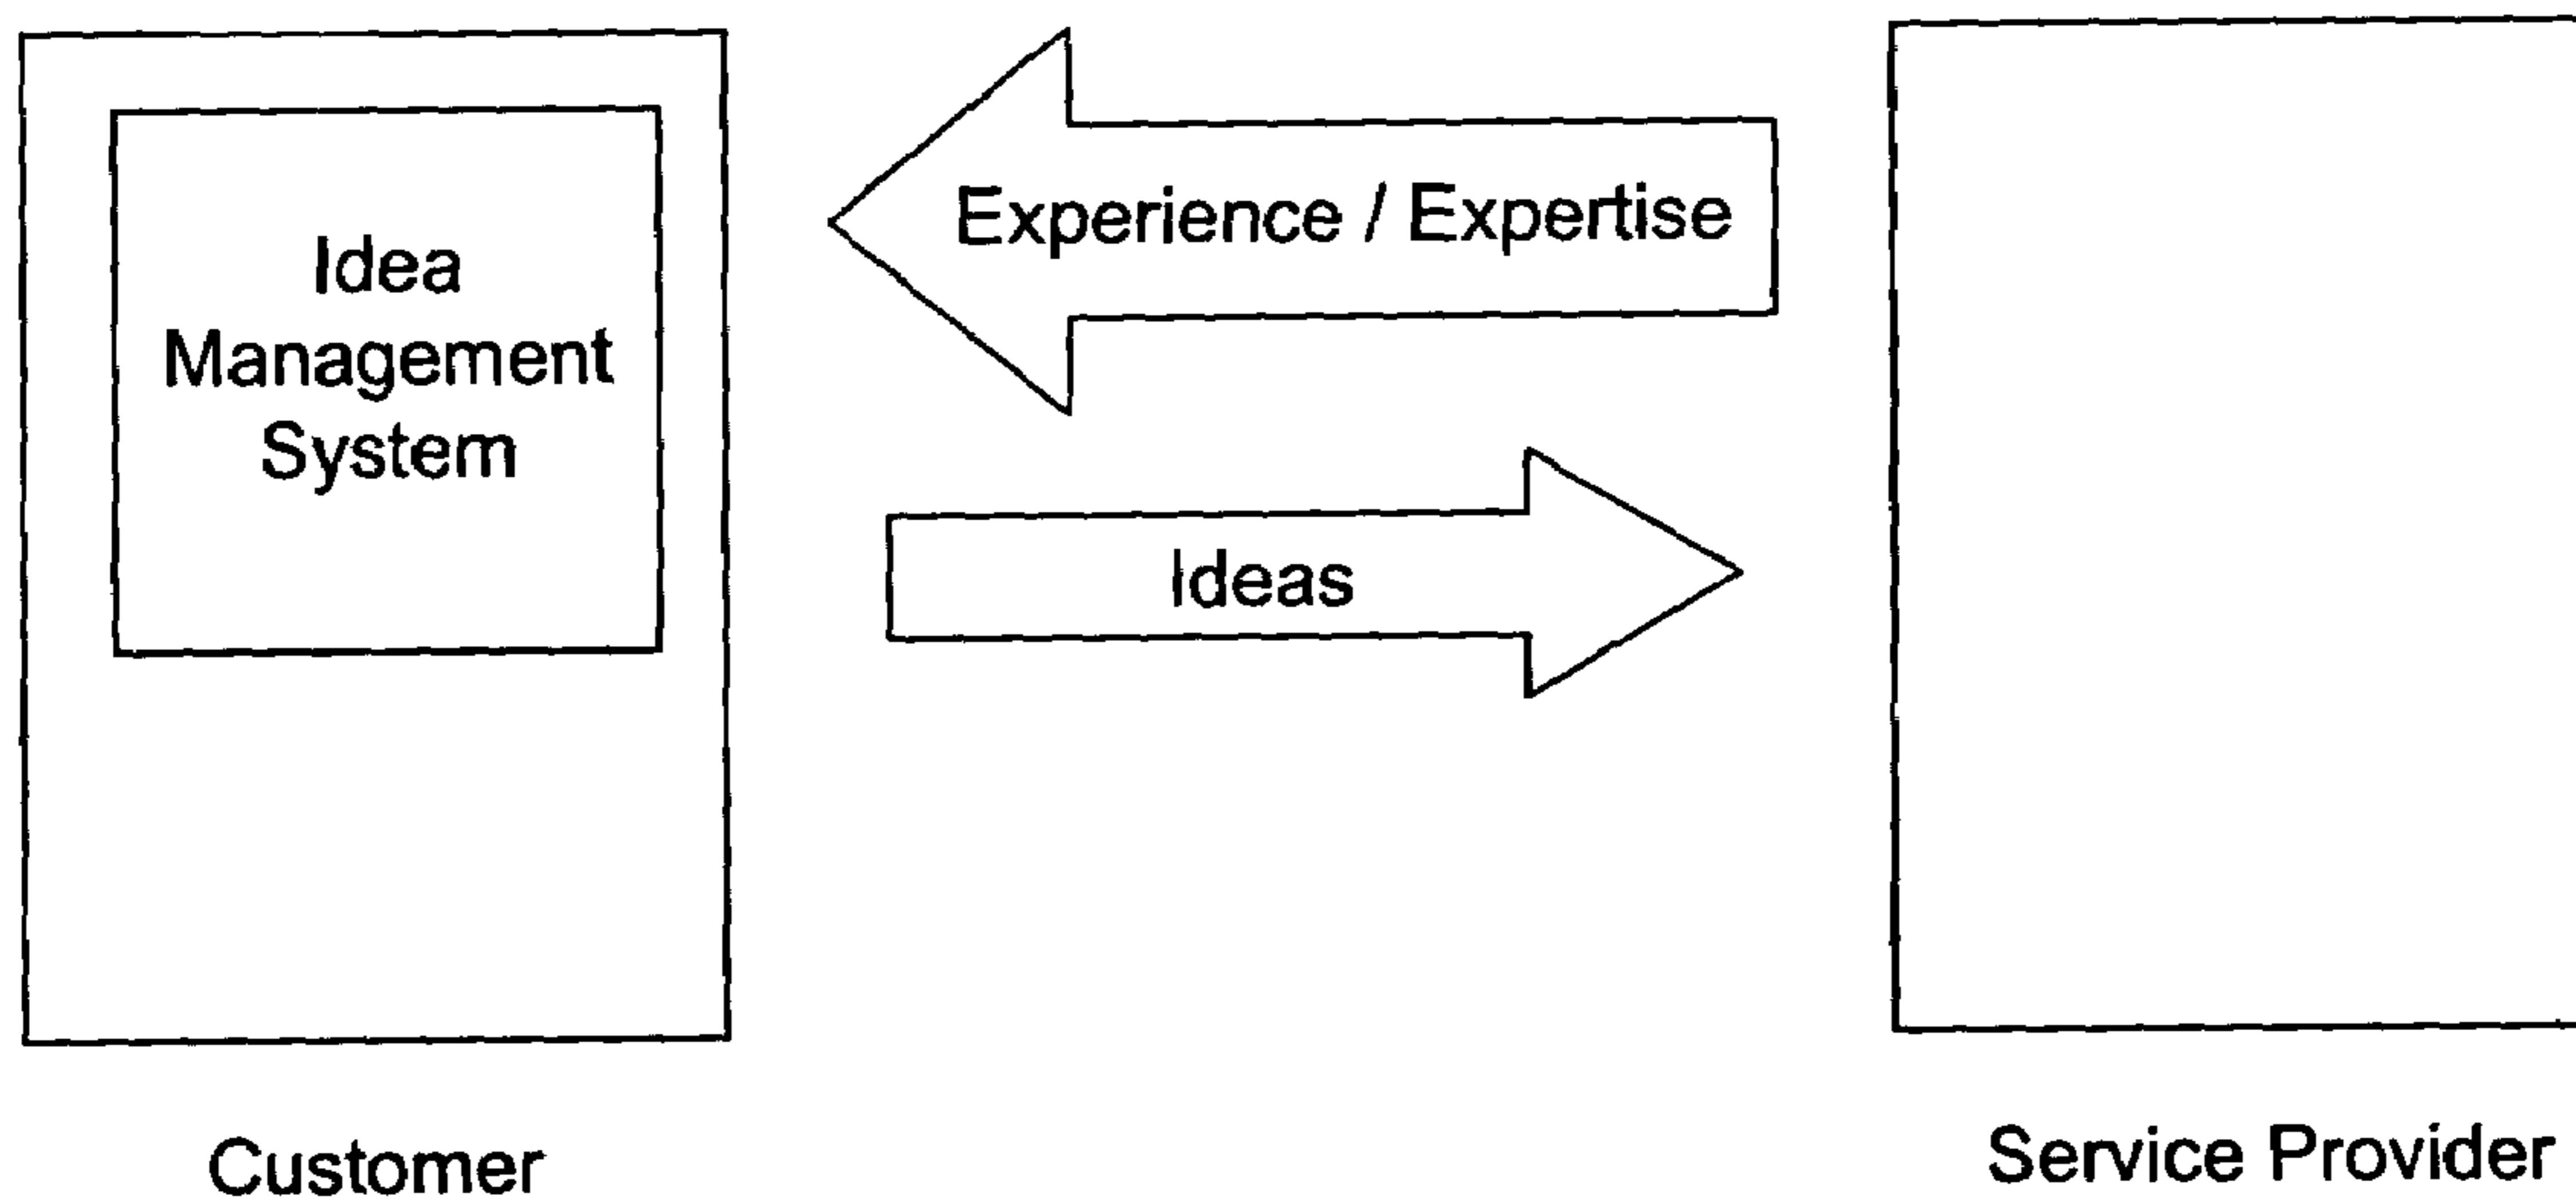 Idea
Management
System
Experience / Expertise
Ideas
Customer
Service Provider